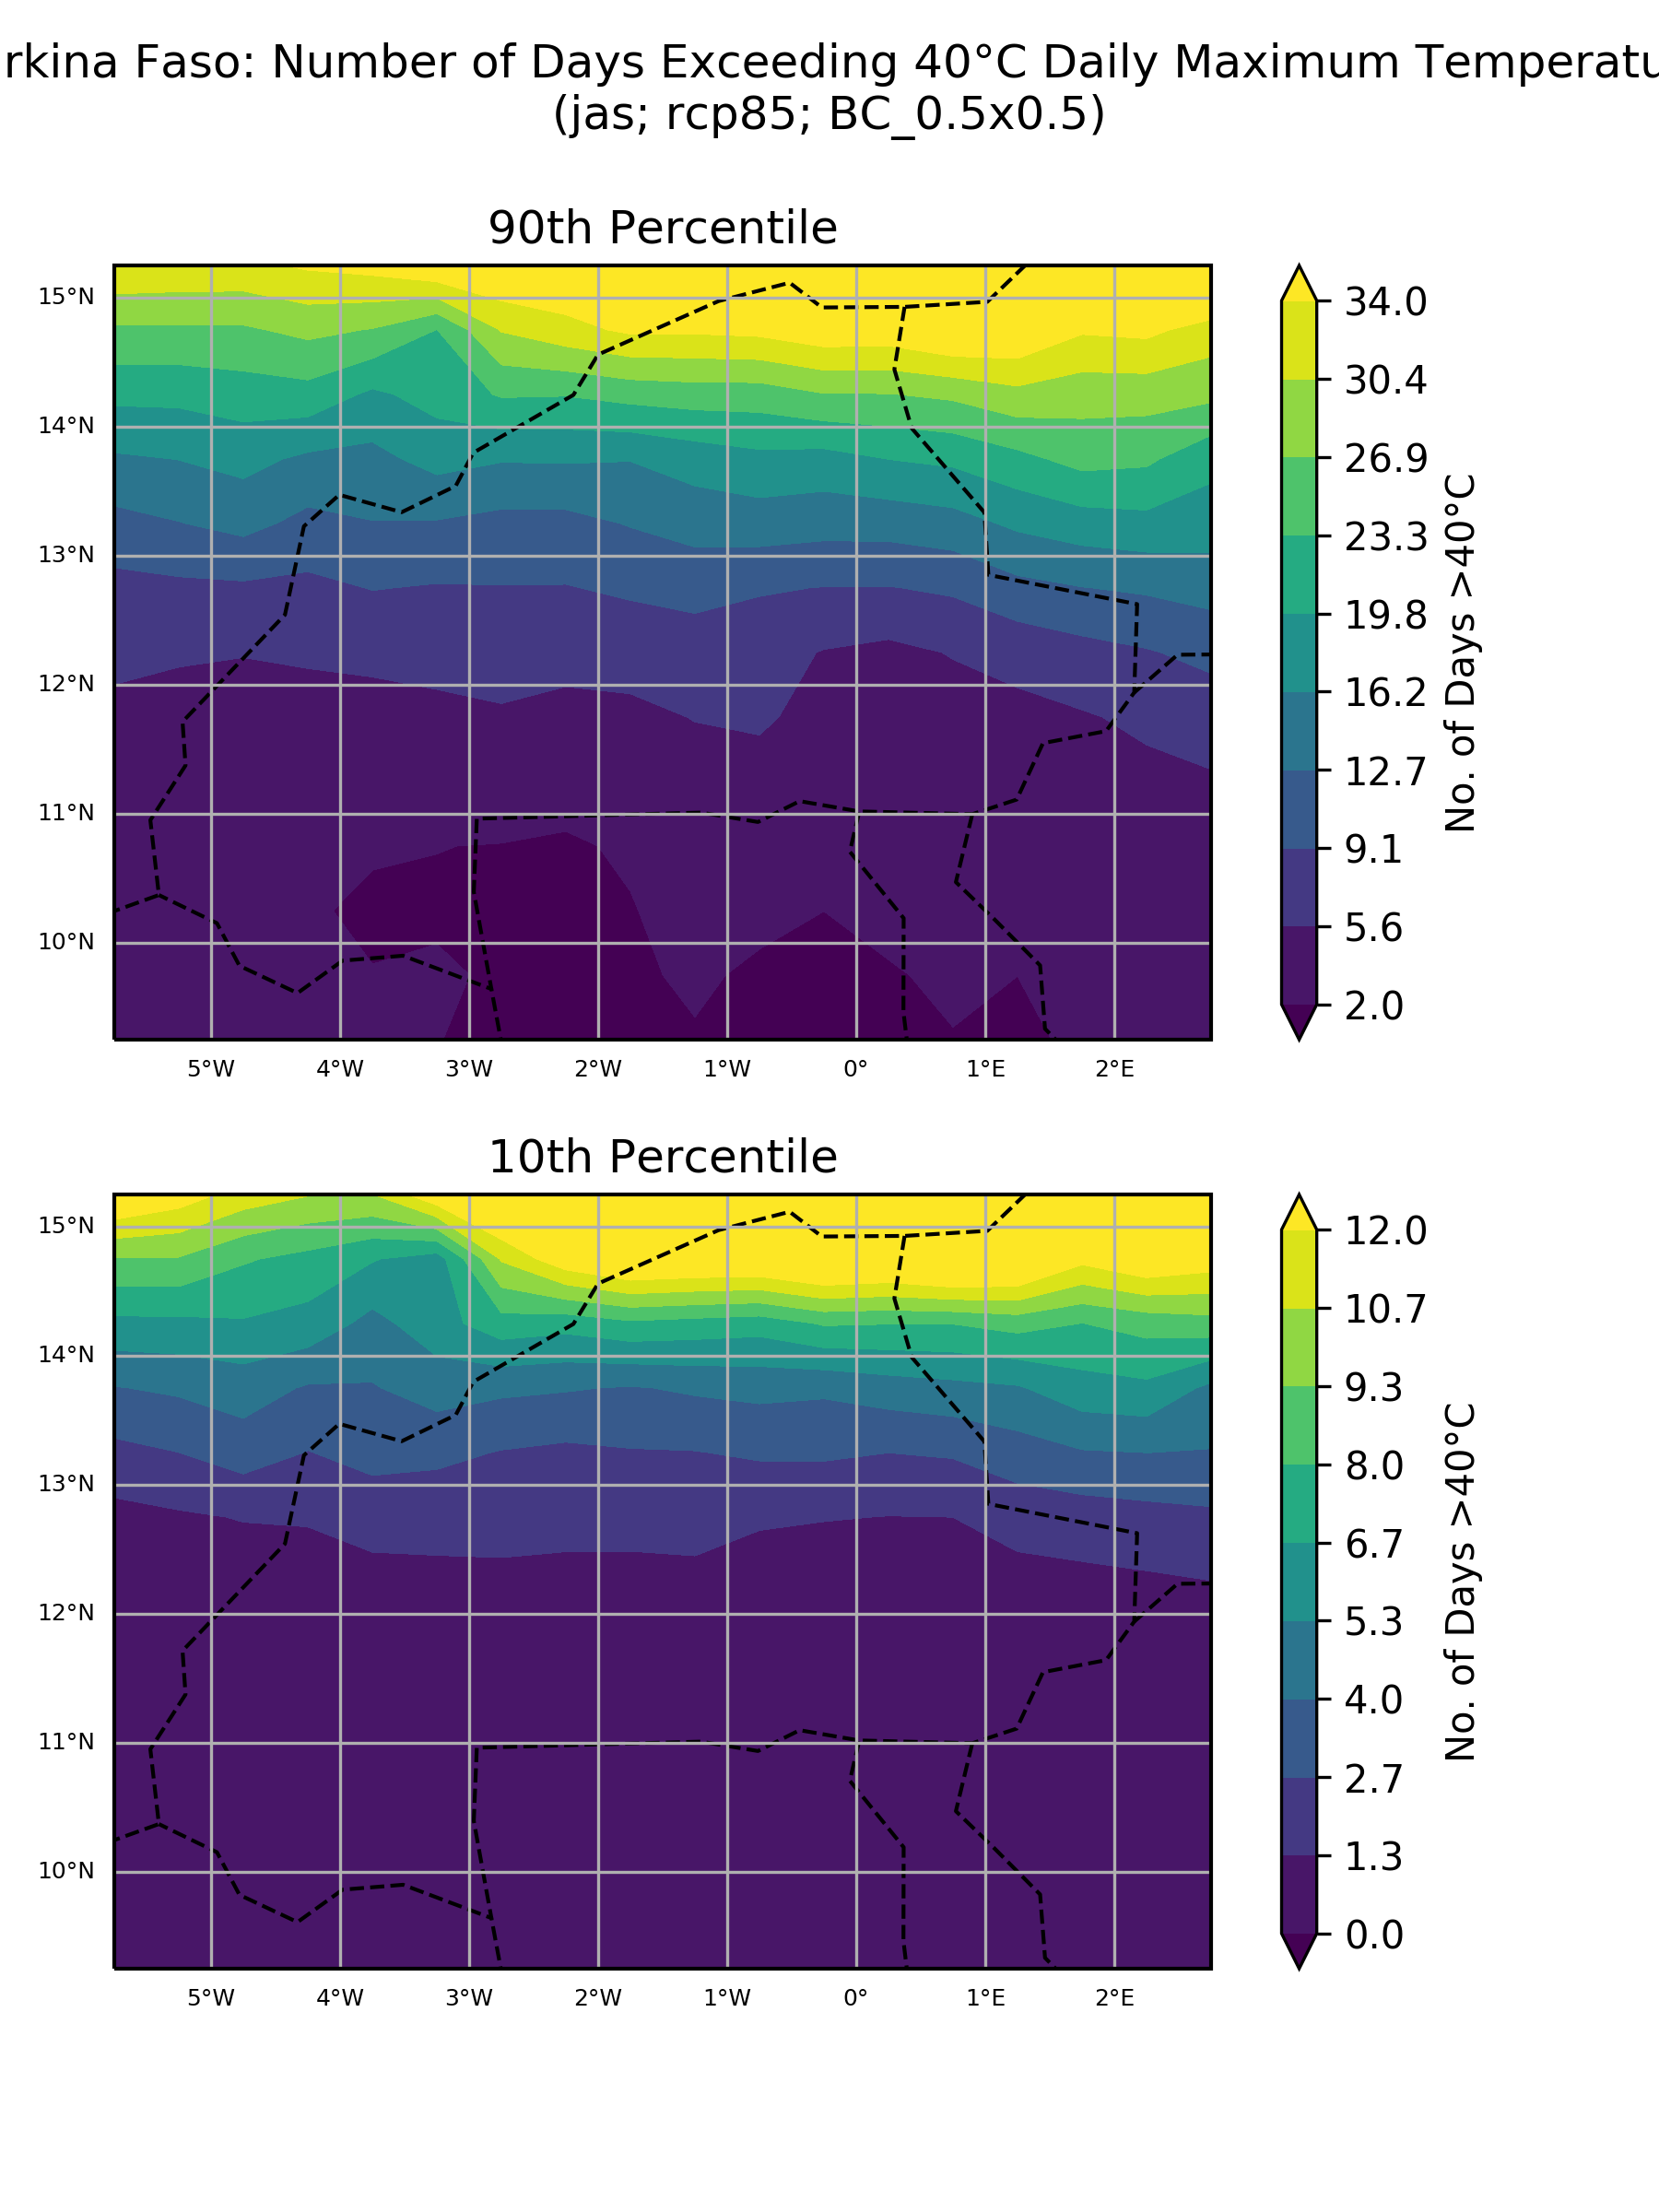 rkina Faso: Number of Days Exceeding 40°C Daily Maximum Temperatu
(jas; rcp85; BC_0.5x0.5)
90th Percentile
15°N
14°N
13°N
12°N
11°N
10°N
5°W 4°W 3°W 2°W 1°W 0° 1°E 2°E
34.0
30.4
26.9
23.3
19.8
16.2
12.7
9.1
5.6
2.0
No. of Days >40°C
10th Percentile
15°N
14°N
13°N
12°N
11°N
10°N
5°W 4°W 3°W 2°W 1°W 0° 1°E 2°E
12.0
10.7
9.3
8.0
6.7
5.3
4.0
2.7
1.3
0.0
No. of Days >40°C